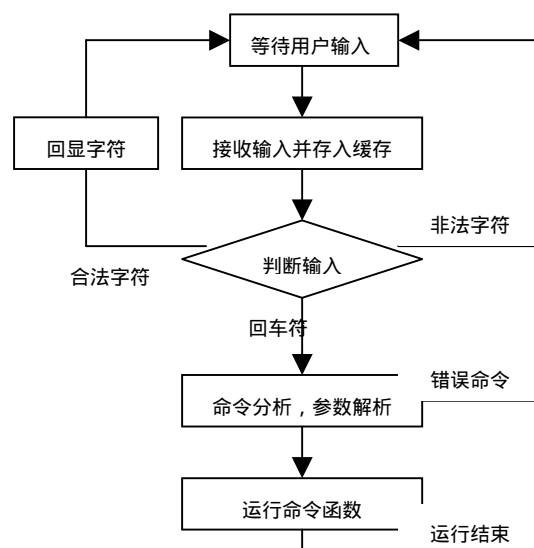 等待用户输入
回显字符
接收输入并存入缓存
非法字符
判断输入
合法字符
回车符
错误命令
命令分析，参数解析
运行命令函数
运行结束